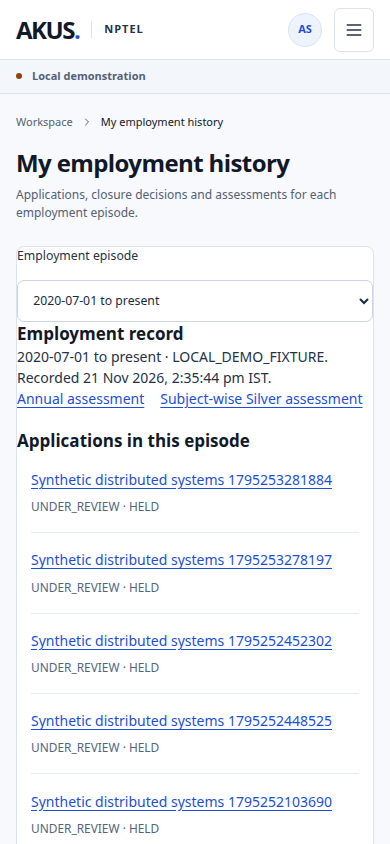 AKUS. NPTEL AS
Local demonstration
Workspace > My employment history
My employment history
Applications, closure decisions and assessments for each
employment episode.
Employment episode
2020-07-01 to present
Employment record
2020-07-01 to present · LOCAL_DEMO_FIXTURE.
Recorded 21 Nov 2026, 2:35:44 pm IST.
Annual assessment Subject-wise Silver assessment
Applications in this episode
Synthetic distributed systems 1795253281884
UNDER_REVIEW · HELD
Synthetic distributed systems 1795253278197
UNDER_REVIEW · HELD
Synthetic distributed systems 1795252452302
UNDER_REVIEW · HELD
Synthetic distributed systems 1795252448525
UNDER_REVIEW · HELD
Synthetic distributed systems 1795252103690
UNDER_REVIEW · HELD